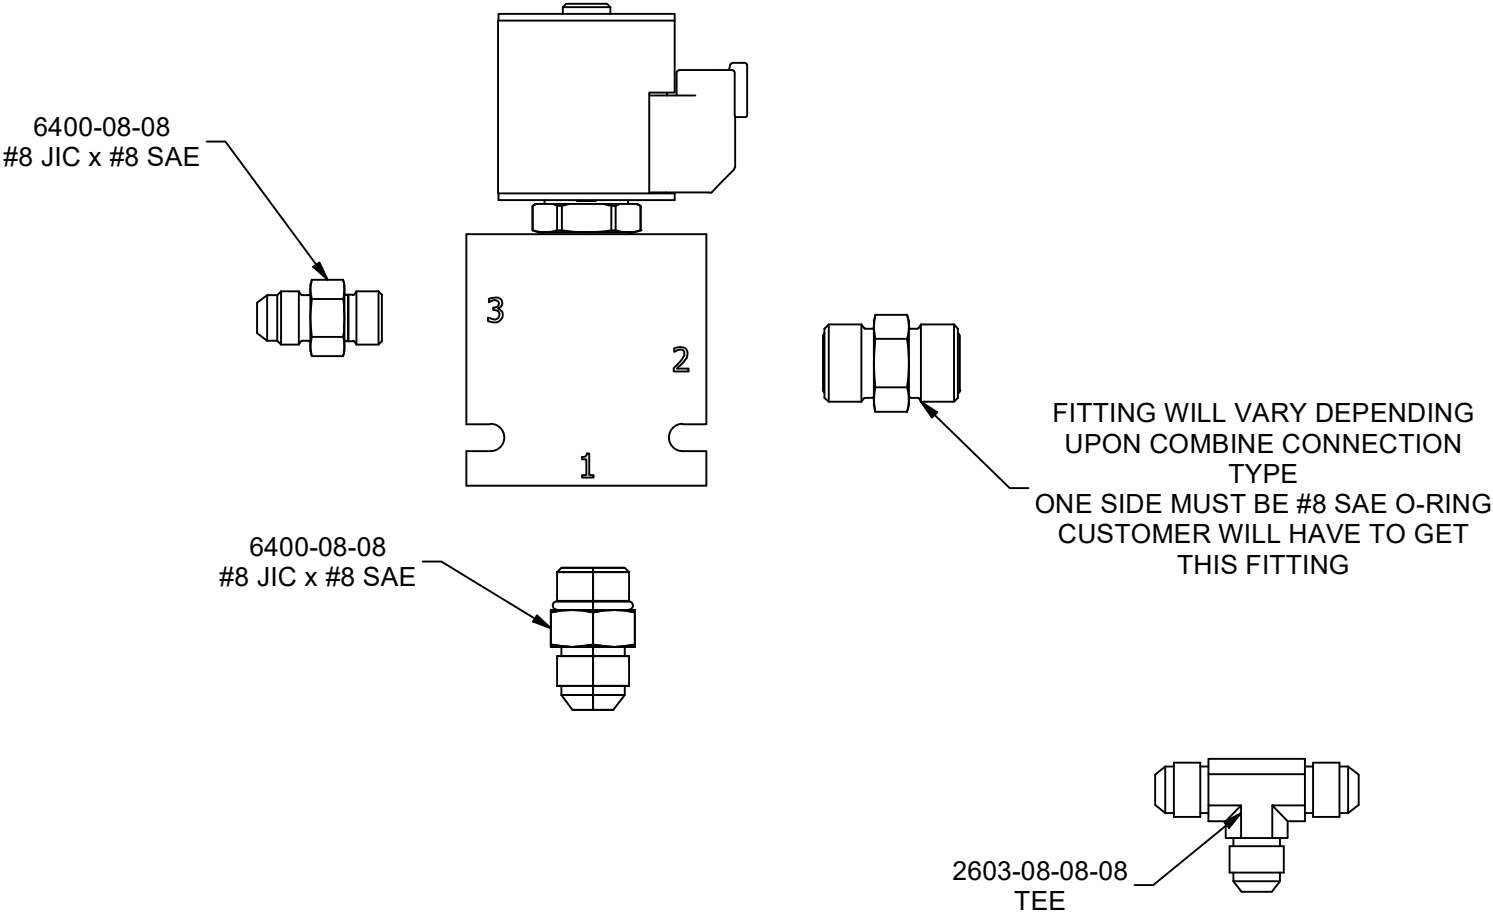 6400-08-08
#8 JIC x #8 SAE
3
2
1
FITTING WILL VARY DEPENDING
UPON COMBINE CONNECTION
TYPE
ONE SIDE MUST BE #8 SAE O-RING
CUSTOMER WILL HAVE TO GET
THIS FITTING
6400-08-08
#8 JIC x #8 SAE
2603-08-08-08
TEE